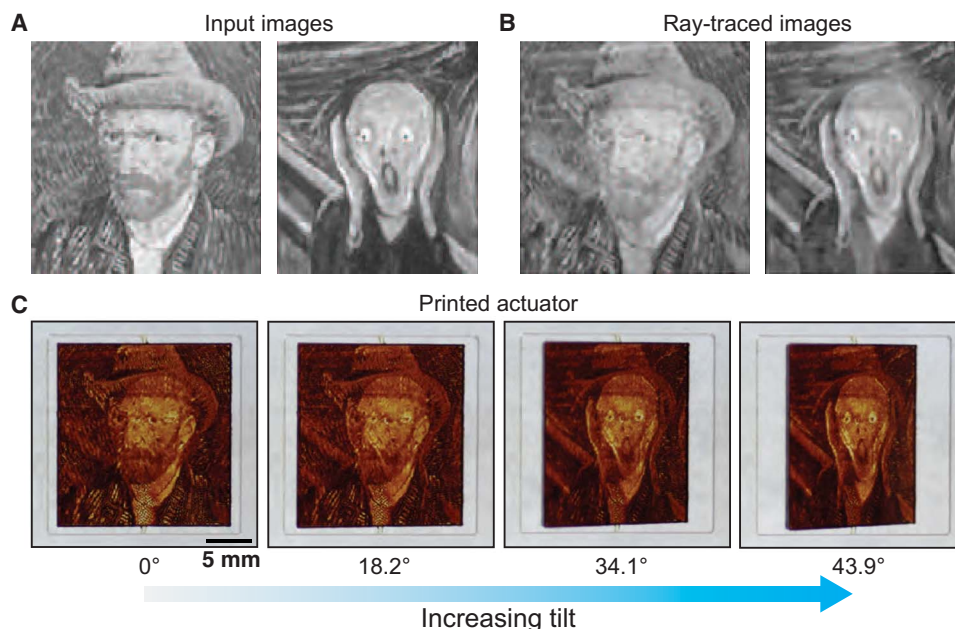 A Input images
B Ray-traced images
C Printed actuator
5 mm
0° 18.2° 34.1° 43.9°
Increasing tilt